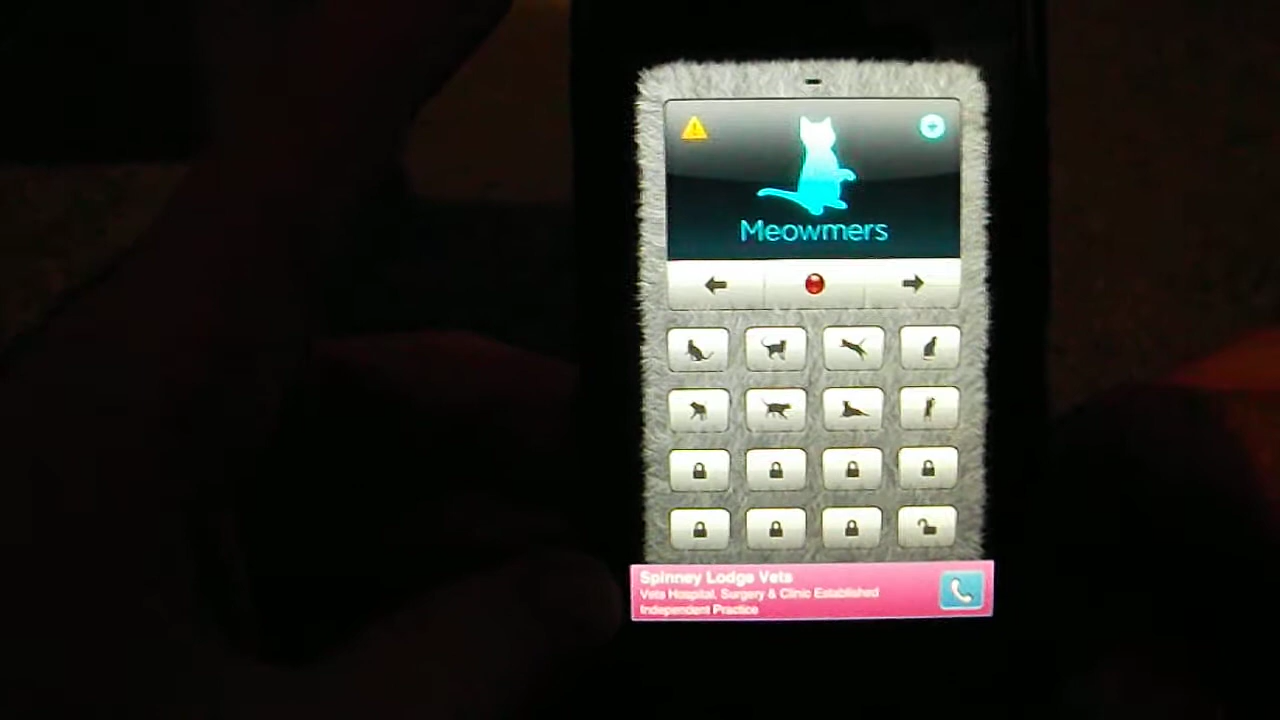 Meowmers
Spinney Lodge Vets
Vets Hospital, Surgery & Clinic Established
Independent Practice